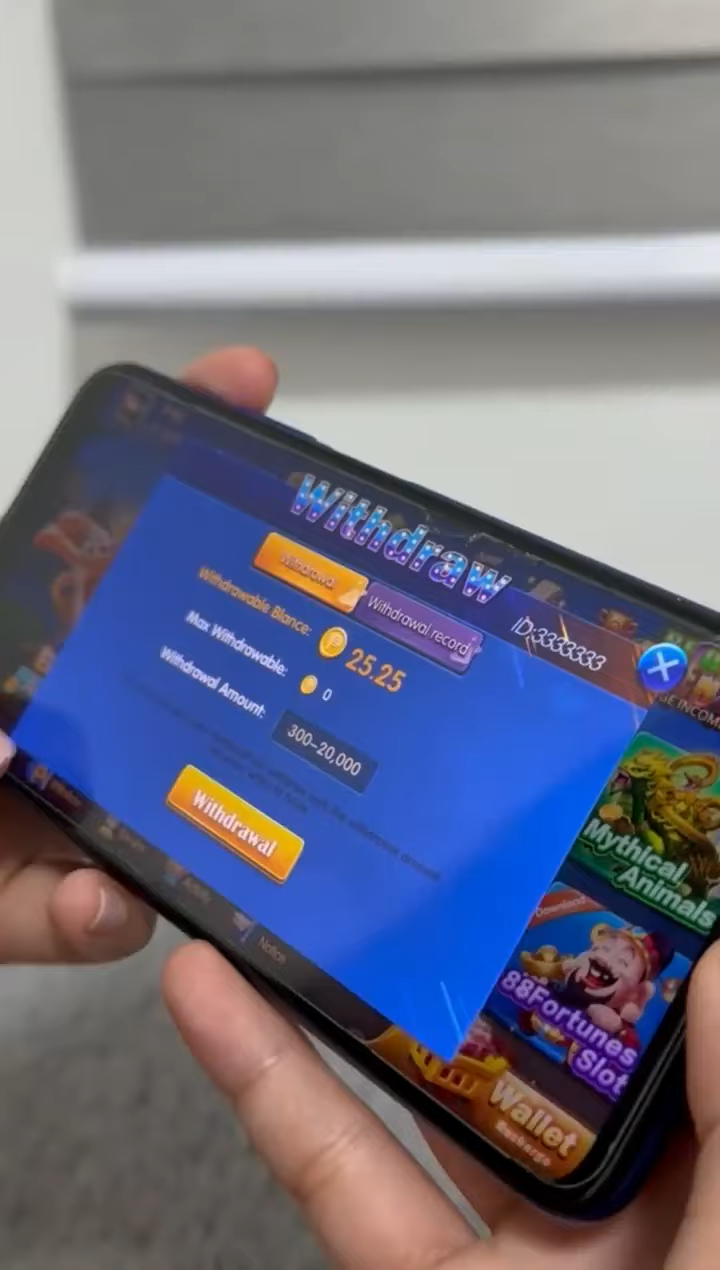 Withdraw
Withdrawal
Withdrawal record
ID:3333333
Withdrawable Blance:
25.25
Max Withdrawable:
0
Withdrawal Amount:
300-20,000
Withdrawal
Mythical
Animals
Download
88Fortunes
Slot
Notice
Wallet
Recharge